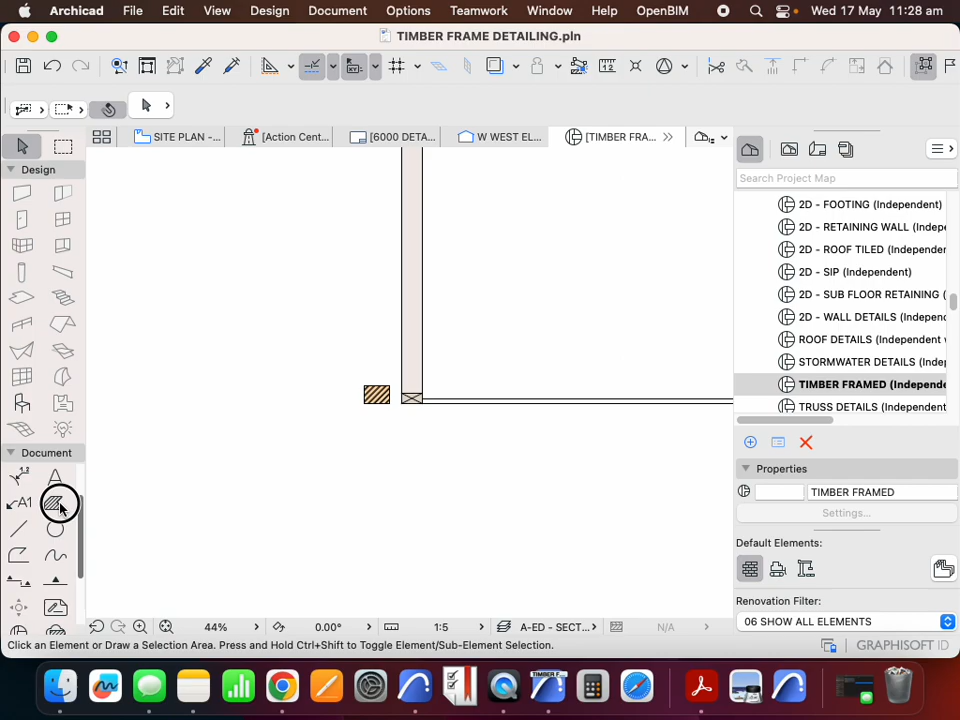 Archicad File Edit View Design Document Options Teamwork Window Help OpenBIM Wed 17 May 11:28 am
TIMBER FRAME DETAILING.pln
SITE PLAN -... [Action Cent... [6000 DETA... W WEST EL... [TIMBER FRA...
Search Project Map
Design
2D - FOOTING (Independent)
2D - RETAINING WALL (Indepe
2D - ROOF TILED (Independer
2D - SIP (Independent)
2D - SUB FLOOR RETAINING (
2D - WALL DETAILS (Indepen
ROOF DETAILS (Independent
STORMWATER DETAILS (Inde
TIMBER FRAMED (Independe
TRUSS DETAILS (Independent
Document
Properties
TIMBER FRAMED
Settings...
Default Elements:
Renovation Filter:
06 SHOW ALL ELEMENTS
44% 0.00° 1:5 A-ED - SECT... N/A
Click an Element or Draw a Selection Area. Press and Hold Ctrl+Shift to Toggle Element/Sub-Element Selection.
GRAPHISOFT ID